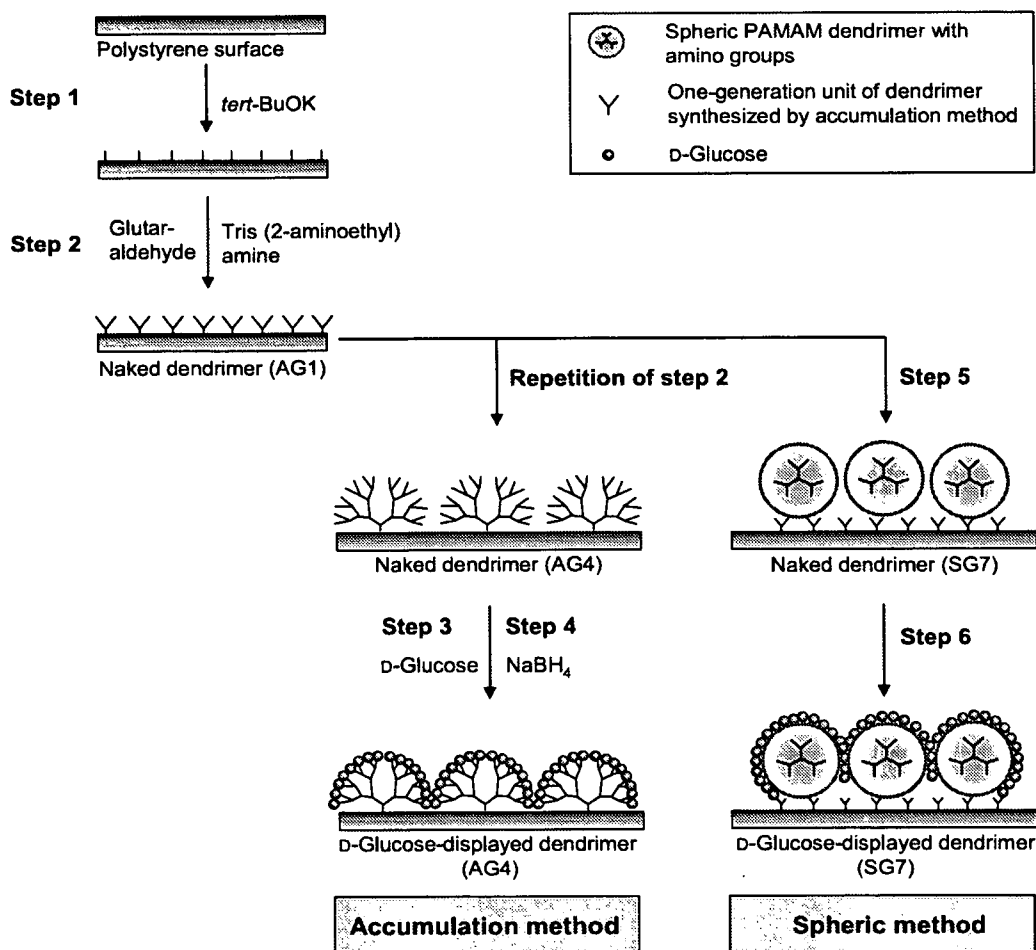 Polystyrene surface
Step 1
tert-BuOK
Spheric PAMAM dendrimer with
amino groups
One-generation unit of dendrimer
synthesized by accumulation method
D-Glucose
Step 2
Glutar-
aldehyde
Tris (2-aminoethyl)
amine
Naked dendrimer (AG1)
Repetition of step 2
Step 5
Naked dendrimer (AG4)
Naked dendrimer (SG7)
Step 3
Step 4
D-Glucose
NaBH4
Step 6
D-Glucose-displayed dendrimer
(AG4)
D-Glucose-displayed dendrimer
(SG7)
Accumulation method
Spheric method